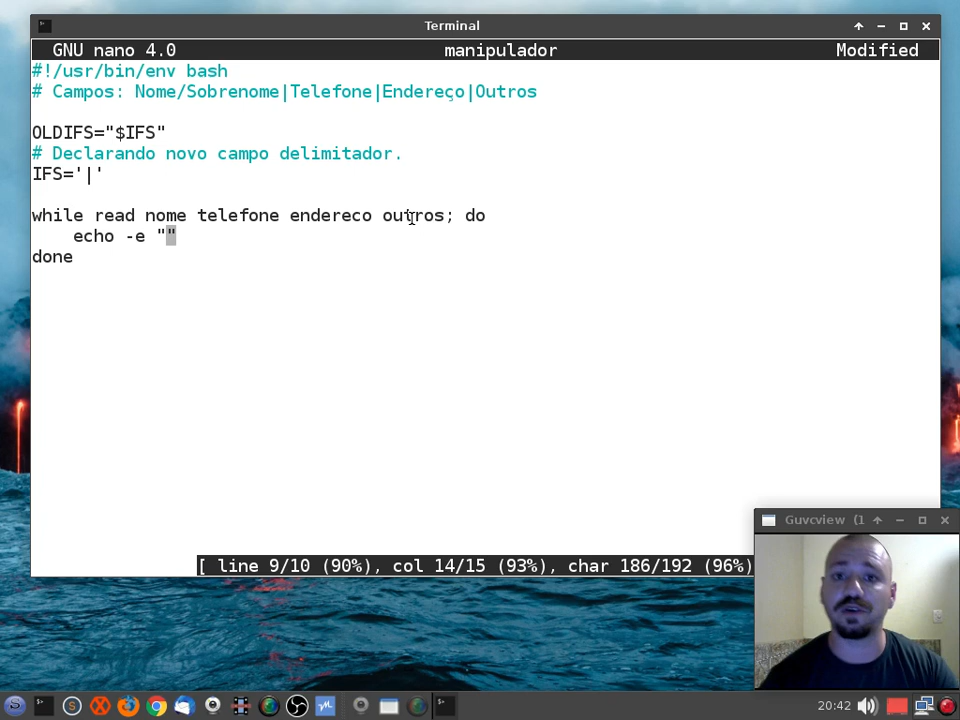 Terminal
GNU nano 4.0 manipulador Modified
#!/usr/bin/env bash
# Campos: Nome/Sobrenome|Telefone|Endereço|Outros
OLDIFS="$IFS"
# Declarando novo campo delimitador.
IFS='|'
while read nome telefone endereco outros; do
    echo -e ""
done
[ line 9/10 (90%), col 14/15 (93%), char 186/192 (96%)
Guvcview (1
20:42